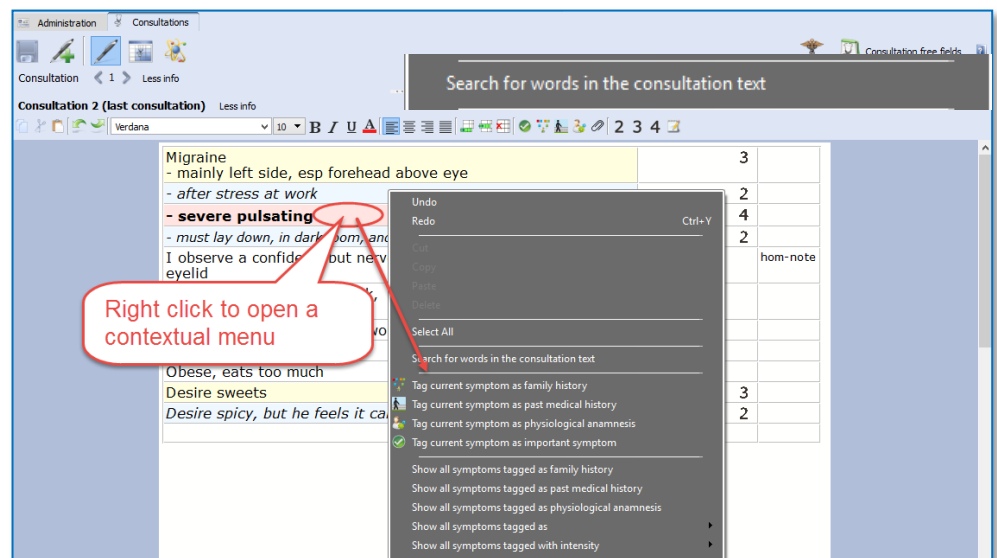 Administration
Consultations
Consultation free fields
Consultation 1 Less info
Search for words in the consultation text
Consultation 2 (last consultation) Less info
Verdana 10 B I U A 2 3 4
Migraine 3
- mainly left side, esp forehead above eye
- after stress at work 2
- severe pulsating 4
- must lay down, in dark room, and 2
I observe a but nerv hom-note
eyelid
Obese, eats too much
Desire sweets 3
Desire spicy, but he feels it 2
Right click to open a
contextual menu
Undo
Redo Ctrl+Y
Cut
Copy
Paste
Delete
Select All
Search for words in the consultation text
Tag current symptom as family history
Tag current symptom as past medical history
Tag current symptom as physiological anamnesis
Tag current symptom as important symptom
Show all symptoms tagged as family history
Show all symptoms tagged as past medical history
Show all symptoms tagged as physiological anamnesis
Show all symptoms tagged as
Show all symptoms tagged with intensity